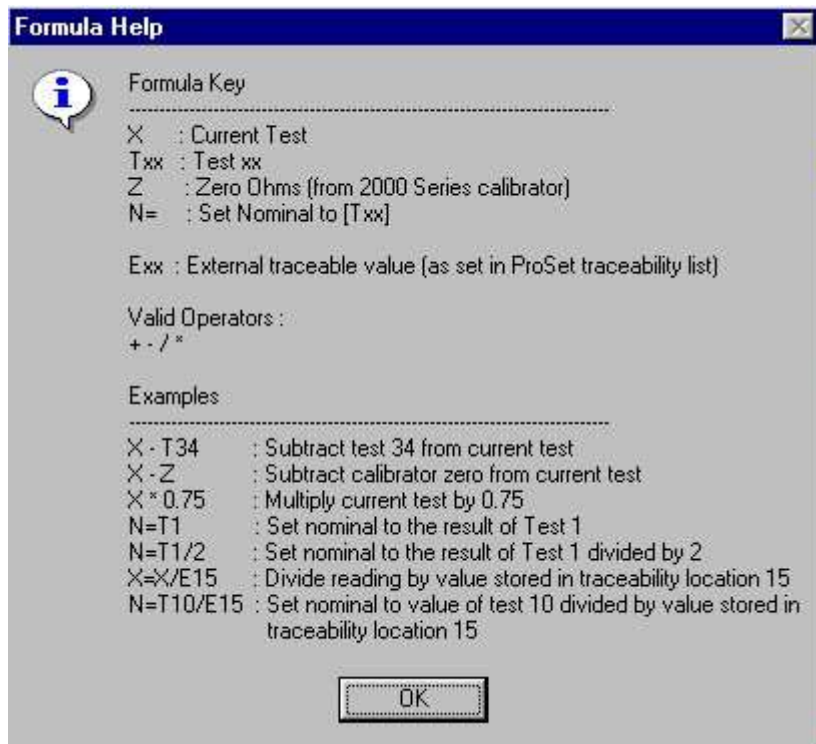 Formula Help
Formula Key
X : Current Test
Txx : Test xx
Z : Zero Ohms (from 2000 Series calibrator)
N= : Set Nominal to [Txx]
Exx : External traceable value (as set in ProSet traceability list)
Valid Operators :
+ - / *
Examples
X - T34 : Subtract test 34 from current test
X - Z : Subtract calibrator zero from current test
X * 0.75 : Multiply current test by 0.75
N=T1 : Set nominal to the result of Test 1
N=T1/2 : Set nominal to the result of Test 1 divided by 2
X=X/E15 : Divide reading by value stored in traceability location 15
N=T10/E15 : Set nominal to value of test 10 divided by value stored in
traceability location 15
OK